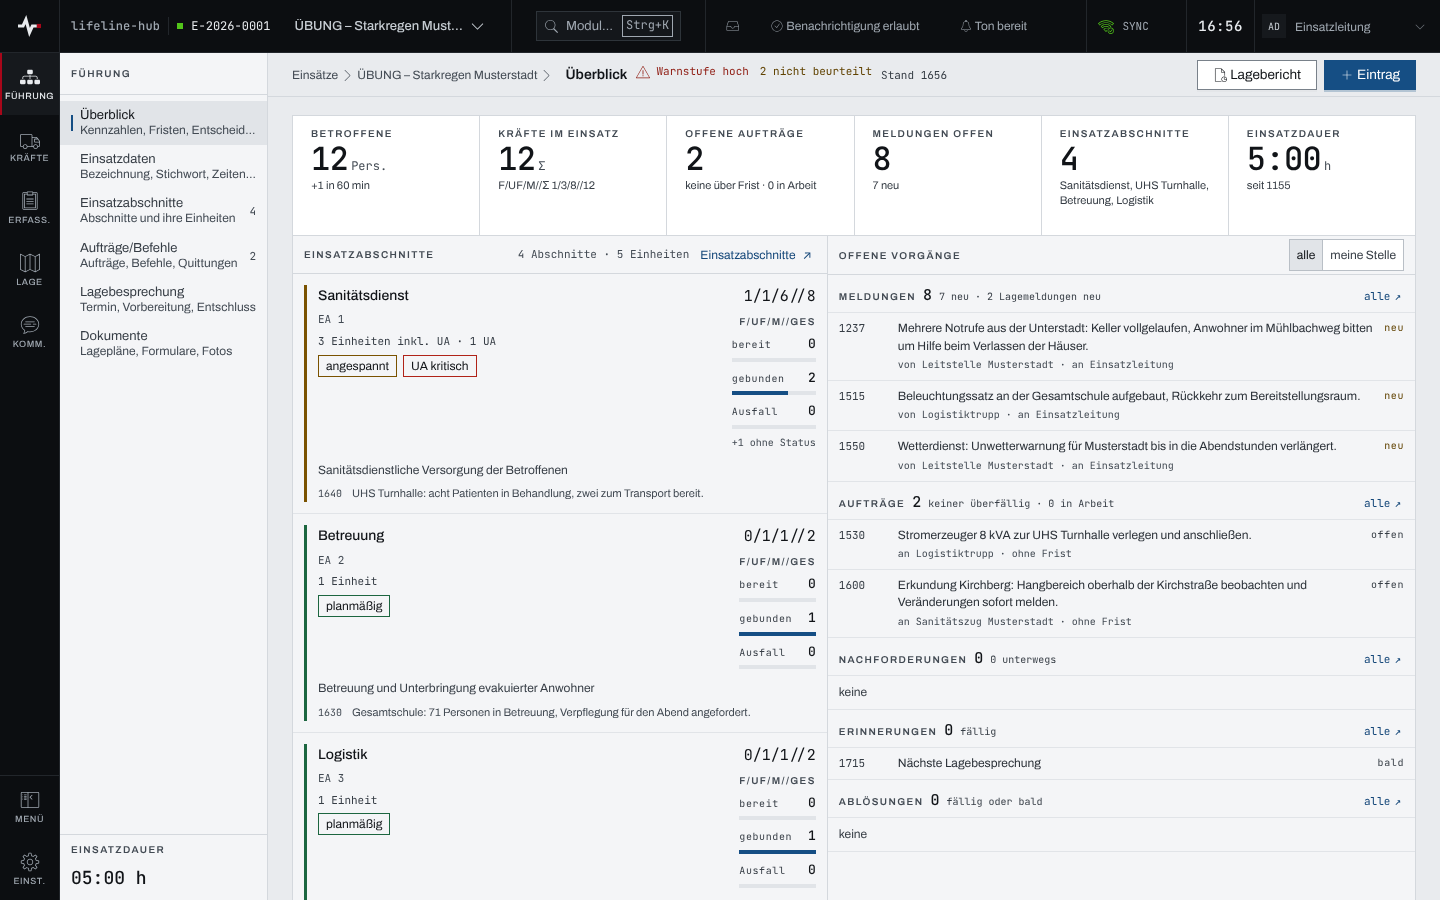 lifeline-hub
E-2026-0001
ÜBUNG – Starkregen Must…
Modul…
Strg+K
Benachrichtigung erlaubt
Ton bereit
SYNC
16:56
AD
Einsatzleitung
FÜHRUNG
KRÄFTE
ERFASS.
LAGE
KOMM.
MENÜ
EINST.
FÜHRUNG
Überblick
Kennzahlen, Fristen, Entscheid…
Einsatzdaten
Bezeichnung, Stichwort, Zeiten…
Einsatzabschnitte
Abschnitte und ihre Einheiten
4
Aufträge/Befehle
Aufträge, Befehle, Quittungen
2
Lagebesprechung
Termin, Vorbereitung, Entschluss
Dokumente
Lagepläne, Formulare, Fotos
EINSATZDAUER
05:00 h
Einsätze
ÜBUNG – Starkregen Musterstadt
Überblick
Warnstufe hoch
2 nicht beurteilt
Stand 1656
Lagebericht
+ Eintrag
BETROFFENE
12 Pers.
+1 in 60 min
KRÄFTE IM EINSATZ
12 Σ
F/UF/M//Σ 1/3/8//12
OFFENE AUFTRÄGE
2
keine über Frist · 0 in Arbeit
MELDUNGEN OFFEN
8
7 neu
EINSATZABSCHNITTE
4
Sanitätsdienst, UHS Turnhalle,
Betreuung, Logistik
EINSATZDAUER
5:00 h
seit 1155
EINSATZABSCHNITTE
4 Abschnitte · 5 Einheiten
Einsatzabschnitte ↗
Sanitätsdienst
1/1/6//8
EA 1
F/UF/M//GES
3 Einheiten inkl. UA · 1 UA
bereit 0
angespannt
UA kritisch
gebunden 2
Ausfall 0
+1 ohne Status
Sanitätsdienstliche Versorgung der Betroffenen
1640 UHS Turnhalle: acht Patienten in Behandlung, zwei zum Transport bereit.
Betreuung
0/1/1//2
EA 2
F/UF/M//GES
1 Einheit
bereit 0
planmäßig
gebunden 1
Ausfall 0
Betreuung und Unterbringung evakuierter Anwohner
1630 Gesamtschule: 71 Personen in Betreuung, Verpflegung für den Abend angefordert.
Logistik
0/1/1//2
EA 3
F/UF/M//GES
1 Einheit
bereit 0
planmäßig
gebunden 1
Ausfall 0
OFFENE VORGÄNGE
alle
meine Stelle
MELDUNGEN 8 7 neu · 2 Lagemeldungen neu
alle ↗
1237 Mehrere Notrufe aus der Unterstadt: Keller vollgelaufen, Anwohner im Mühlbachweg bitten neu
um Hilfe beim Verlassen der Häuser.
von Leitstelle Musterstadt · an Einsatzleitung
1515 Beleuchtungssatz an der Gesamtschule aufgebaut, Rückkehr zum Bereitstellungsraum. neu
von Logistiktrupp · an Einsatzleitung
1550 Wetterdienst: Unwetterwarnung für Musterstadt bis in die Abendstunden verlängert. neu
von Leitstelle Musterstadt · an Einsatzleitung
AUFTRÄGE 2 keiner überfällig · 0 in Arbeit
alle ↗
1530 Stromerzeuger 8 kVA zur UHS Turnhalle verlegen und anschließen. offen
an Logistiktrupp · ohne Frist
1600 Erkundung Kirchberg: Hangbereich oberhalb der Kirchstraße beobachten und offen
Veränderungen sofort melden.
an Sanitätszug Musterstadt · ohne Frist
NACHFORDERUNGEN 0 0 unterwegs
alle ↗
keine
ERINNERUNGEN 0 fällig
alle ↗
1715 Nächste Lagebesprechung bald
ABLÖSUNGEN 0 fällig oder bald
alle ↗
keine